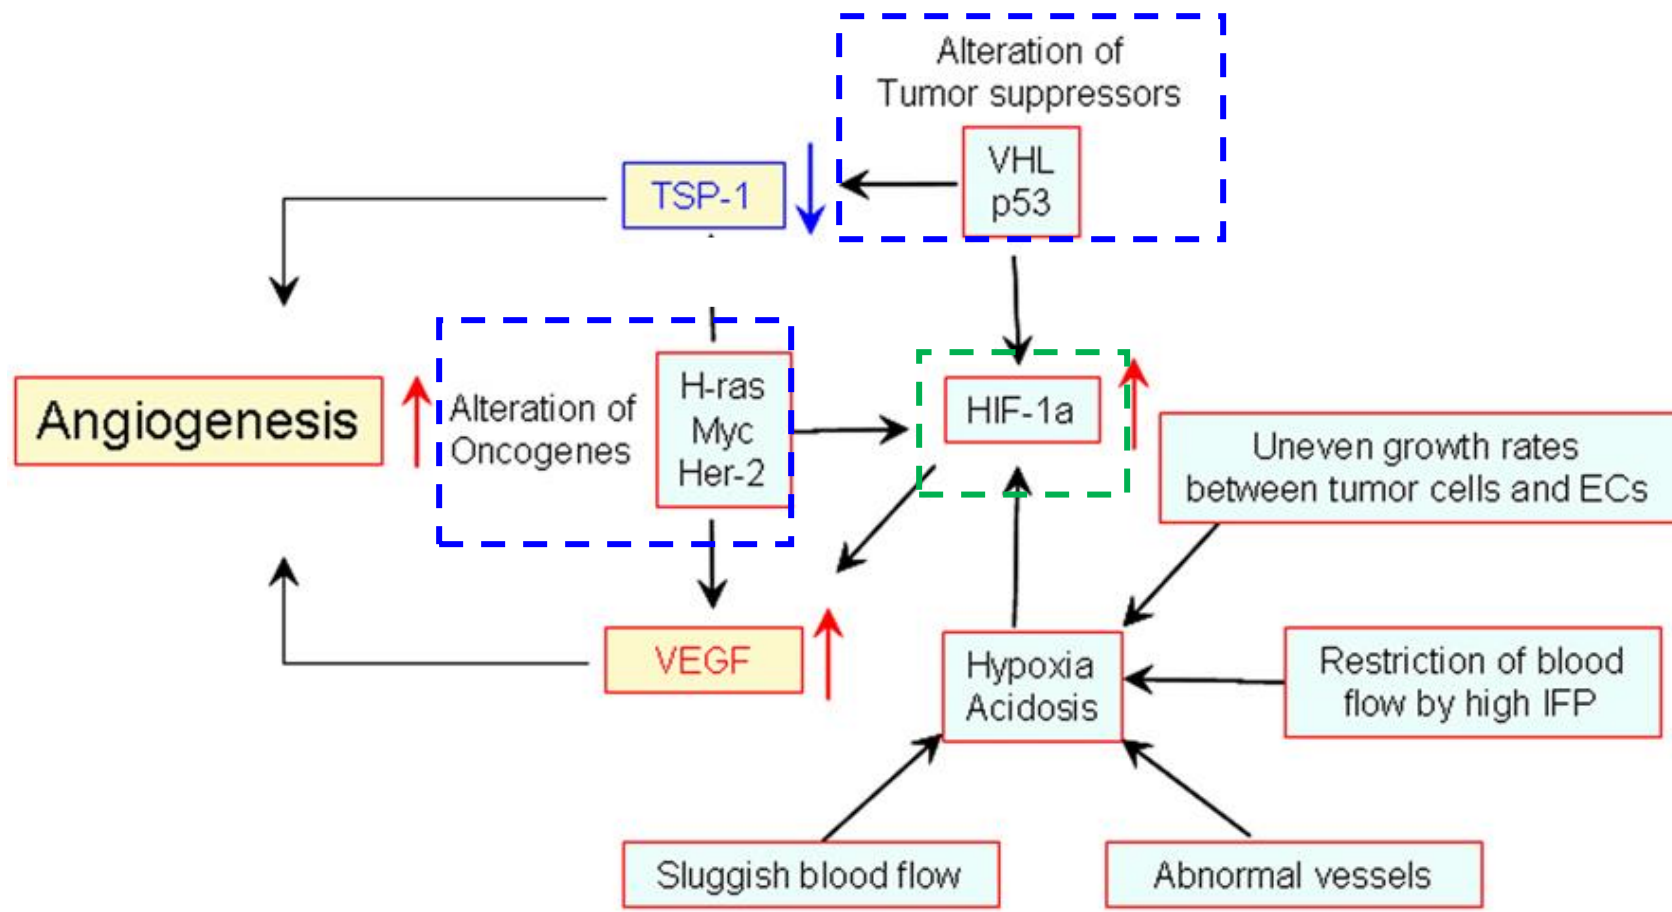 Alteration of
Tumor suppressors
VHL
p53
TSP-1
Angiogenesis
Alteration of
Oncogenes
H-ras
Myc
Her-2
HIF-1a
Uneven growth rates
between tumor cells and ECs
VEGF
Hypoxia
Acidosis
Restriction of blood
flow by high IFP
Sluggish blood flow
Abnormal vessels